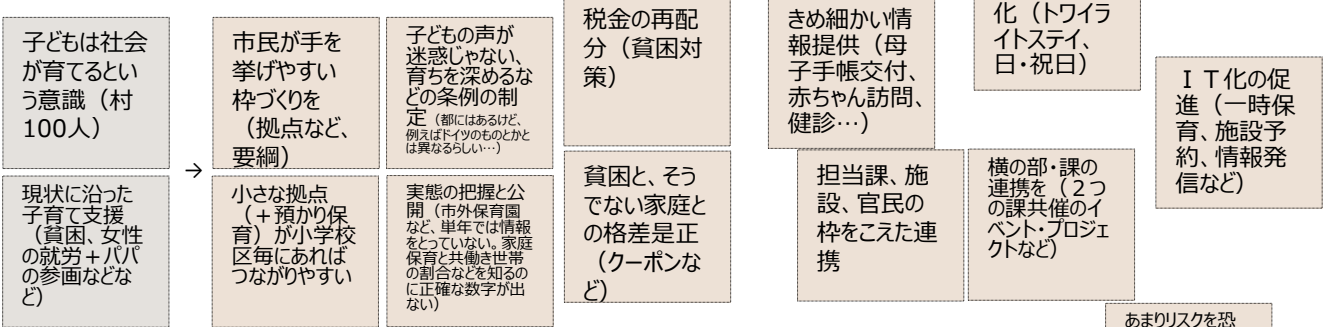 子どもは社会
が育てるとい
う意識（村
100人）
現状に沿った
子育て支援
（貧困、女性
の就労＋パパ
の参画などな
ど）
→
市民が手を
挙げやすい
枠づくりを
（拠点など、
要綱）
小さな拠点
（＋預かり保
育）が小学校
区毎にあれば
つながりやすい
子どもの声が
迷惑じゃない、
育ちを深めるな
どの条例の制
定（都にはあるけど、
例えばドイツのものとかと
は異なるらしい…）
実態の把握と公
開（市外保育園
など、単年では情報
をとっていない。家庭
保育と共働き世帯
の割合などを知るの
に正確な数字が出
ない）
税金の再配
分（貧困対
策）
貧困と、そう
でない家庭と
の格差是正
（クーポンな
ど）
きめ細かい情
報提供（母
子手帳交付、
赤ちゃん訪問、
健診…）
担当課、施
設、官民の
枠をこえた連
携
化（トワイラ
イトステイ、
日・祝日）
横の部・課の
連携を（２つ
の課共催のイ
ベント・プロジェ
クトなど）
ＩＴ化の促
進（一時保
育、施設予
約、情報発
信など）
あまりリスクを恐